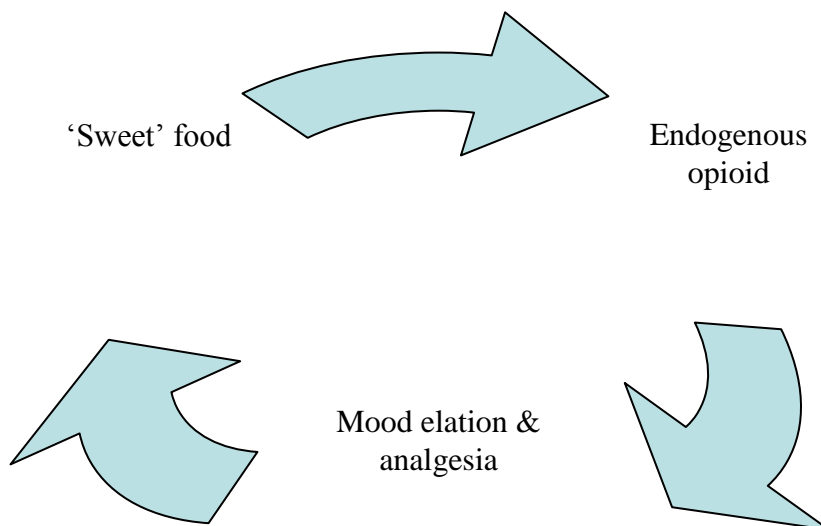 ‘Sweet’ food
Endogenous
opioid
Mood elation &
analgesia